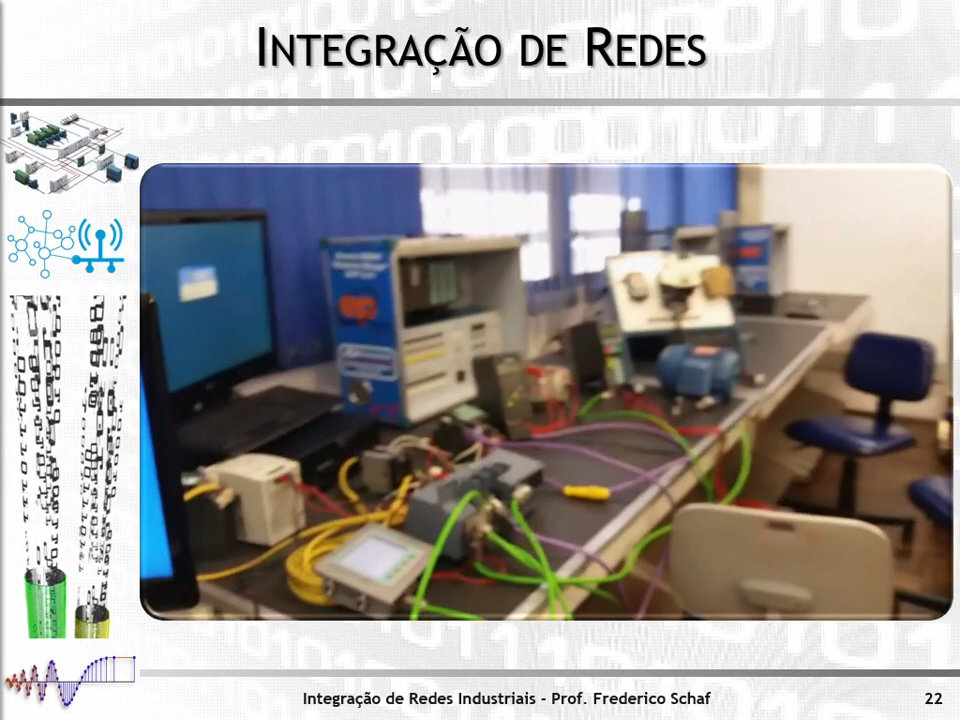 INTEGRAÇÃO DE REDES
Integração de Redes Industriais - Prof. Frederico Schaf
22